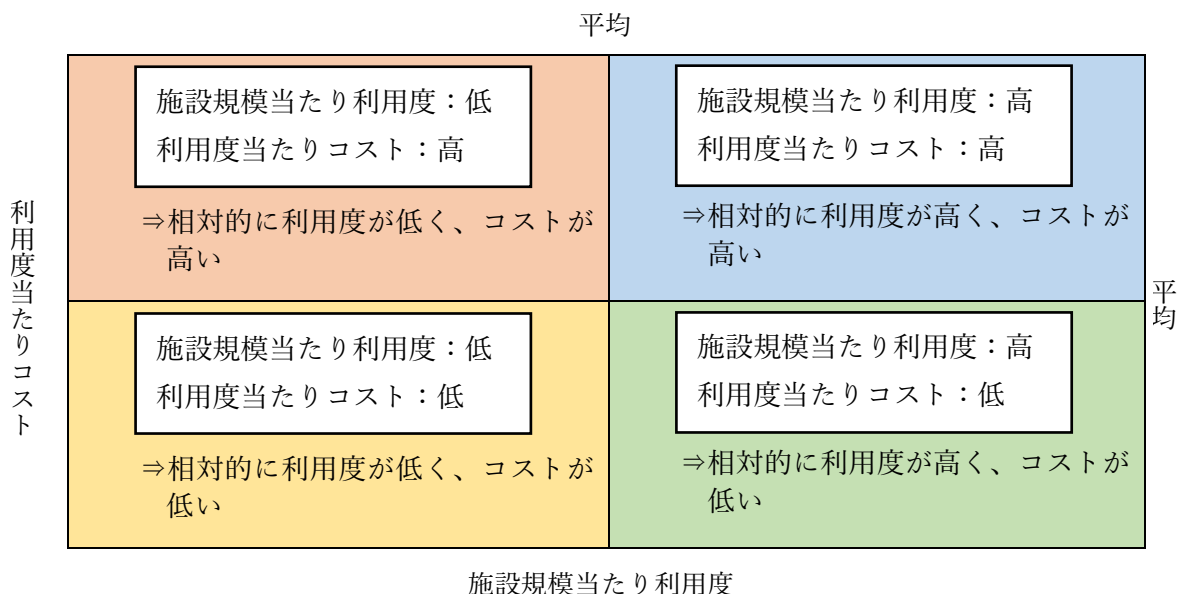 平均
施設規模当たり利用度：低
利用度当たりコスト：高
⇒相対的に利用度が低く、コストが
高い
施設規模当たり利用度：高
利用度当たりコスト：高
⇒相対的に利用度が高く、コストが
高い
利用度当たりコスト
平均
施設規模当たり利用度：低
利用度当たりコスト：低
⇒相対的に利用度が低く、コストが
低い
施設規模当たり利用度：高
利用度当たりコスト：低
⇒相対的に利用度が高く、コストが
低い
施設規模当たり利用度